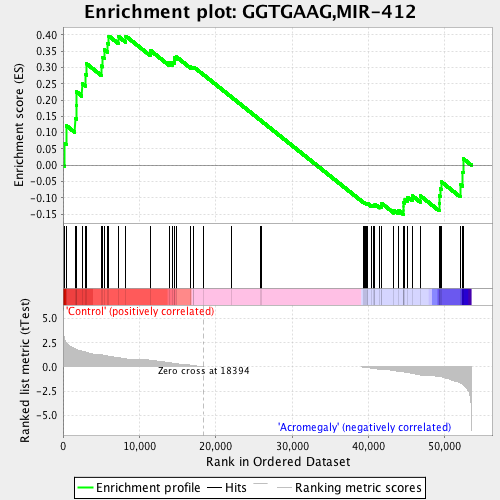 Enrichment plot: GGTGAAG,MIR-412
Enrichment score (ES)
0.40
0.35
0.30
0.25
0.20
0.15
0.10
0.05
0.00
-0.05
-0.10
-0.15
'Control' (positively correlated)
Ranked list metric (tTest)
5.0
2.5
0.0
-2.5
-5.0
Zero cross at 18394
'Acromegaly' (negatively correlated)
0
10,000
20,000
30,000
40,000
50,000
Rank in Ordered Dataset
Enrichment profile
Hits
Ranking metric scores